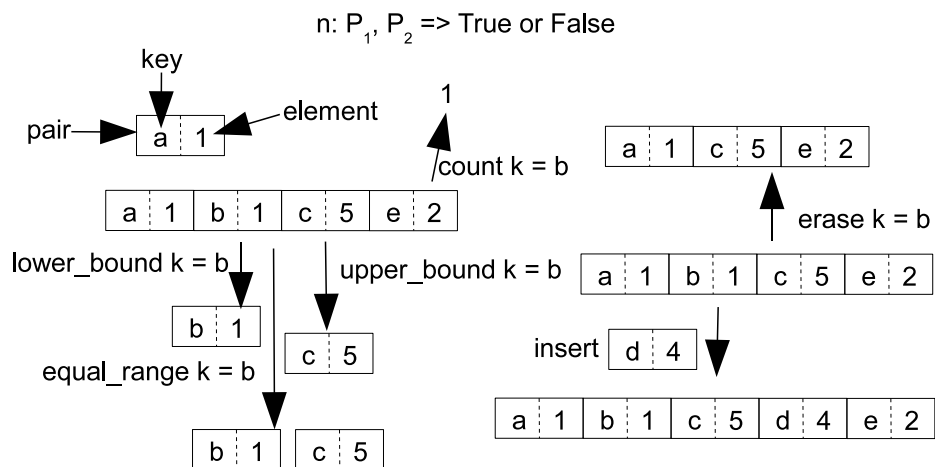 n: P1, P2 => True or False
key
pair
a 1
element
1
count k = b
a 1 b 1 c 5 e 2
lower_bound k = b
upper_bound k = b
b 1
c 5
equal_range k = b
b 1 c 5
a 1 c 5 e 2
erase k = b
a 1 b 1 c 5 e 2
insert d 4
a 1 b 1 c 5 d 4 e 2